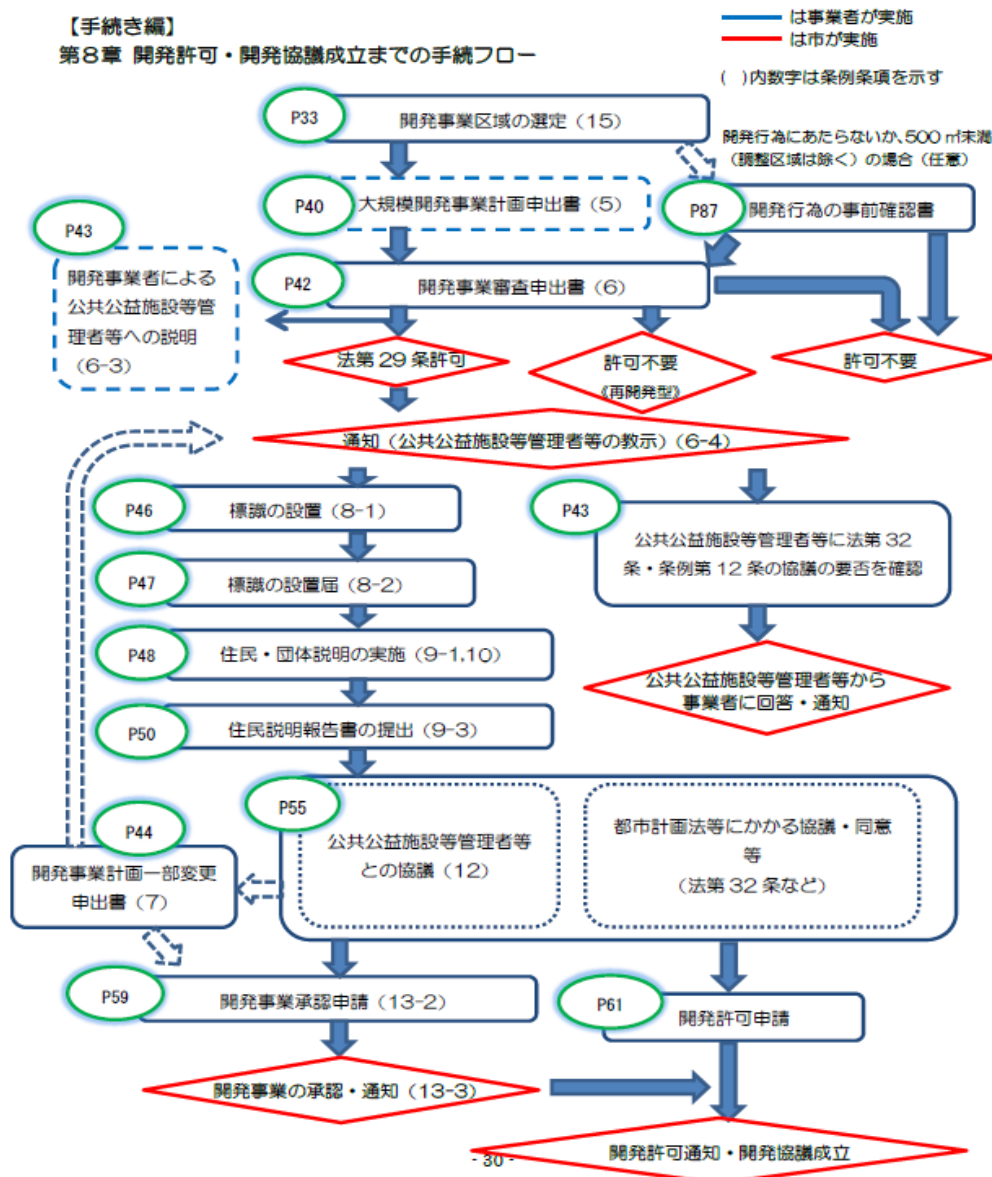 【手続き編】
第8章 開発許可・開発協議成立までの手続フロー
は事業者が実施
は市が実施
( )内数字は条例条項を示す
P33
開発事業区域の選定（15）
開発行為にあたらないか、500 ㎡未満
（調整区域は除く）の場合（任意）
P40
大規模開発事業計画申出書（5）
P87
開発行為の事前確認書
P43
開発事業者による
公共公益施設等管
理者等への説明
（6-3）
P42
開発事業審査申出書（6）
法第 29 条許可
許可不要
《再開発型》
許可不要
通知（公共公益施設等管理者等の教示）（6-4）
P46
標識の設置（8-1）
P43
公共公益施設等管理者等に法第 32
条・条例第 12 条の協議の要否を確認
P47
標識の設置届（8-2）
P48
住民・団体説明の実施（9-1,10）
公共公益施設等管理者等から
事業者に回答・通知
P50
住民説明報告書の提出（9-3）
P55
公共公益施設等管理者等
との協議（12）
都市計画法等にかかる協議・同意
等
（法第 32 条など）
P44
開発事業計画一部変更
申出書（7）
P59
開発事業承認申請（13-2）
P61
開発許可申請
開発事業の承認・通知（13-3）
開発許可通知・開発協議成立
- 30 -